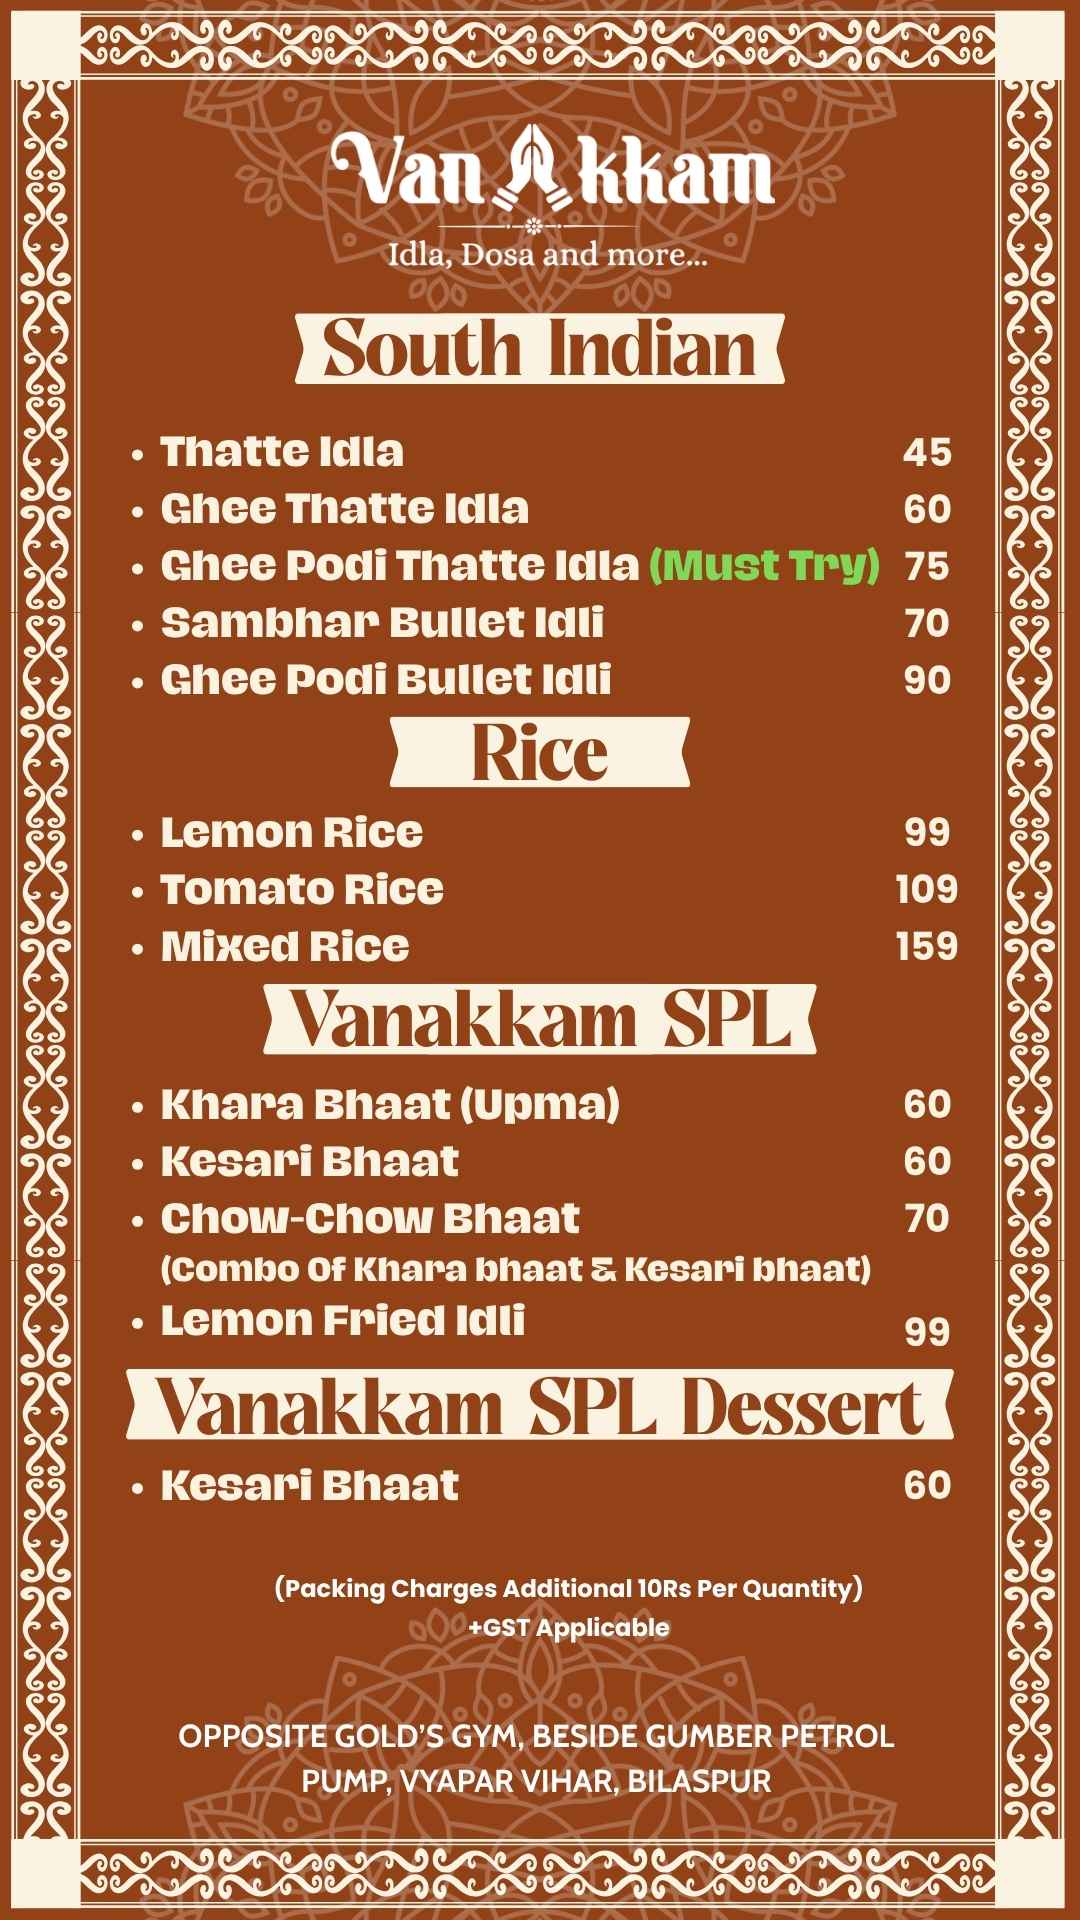 Vanakkam
Idla, Dosa and more...
South Indian
• Thatte Idla 45
• Ghee Thatte Idla 60
• Ghee Podi Thatte Idla (Must Try) 75
• Sambhar Bullet Idli 70
• Ghee Podi Bullet Idli 90
Rice
• Lemon Rice 99
• Tomato Rice 109
• Mixed Rice 159
Vanakkam SPL
• Khara Bhaat (Upma) 60
• Kesari Bhaat 60
• Chow-Chow Bhaat 70
(Combo Of Khara bhaat & Kesari bhaat)
• Lemon Fried Idli 99
Vanakkam SPL Dessert
• Kesari Bhaat 60
(Packing Charges Additional 10Rs Per Quantity)
+GST Applicable
OPPOSITE GOLD'S GYM, BESIDE GUMBER PETROL
PUMP, VYAPAR VIHAR, BILASPUR